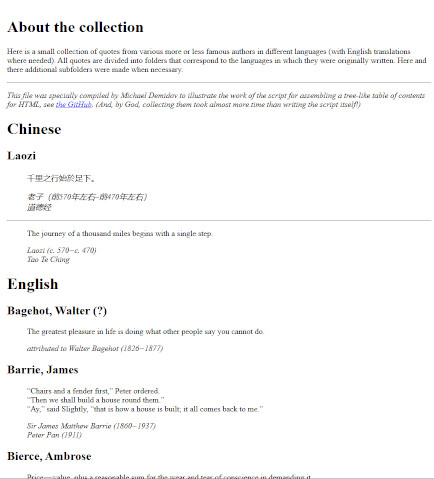 About the collection
Here is a small collection of quotes from various more or less famous authors in different languages (with English translations
where needed). All quotes are divided into folders that correspond to the languages in which they were originally written. Here and
there addtional subfolders were made when necessary.
This file was specially compiled by Michael Demidov to illustrate the work of the script for assembling a tree-like table of contents
for HTML, see the GitHub. (And, by God, collecting them took almost more time than writing the script itself!)
Chinese
Laozi
千里之行始於足下。
老子 (前570年左右–前470年左右)
道德经
The journey of a thousand miles begins with a single step.
Laozi (c. 570–c. 470)
Tao Te Ching
English
Bagehot, Walter (?)
The greatest pleasure in life is doing what other people say you cannot do.
attributed to Walter Bagehot (1826–1877)
Barrie, James
“Chairs and a fender first,” Peter ordered.
“Then we shall build a house round them.”
“Ay,” said Slightly, “that is how a house is built; it all comes back to me.”
Sir James Matthew Barrie (1860–1937)
Peter Pan (1911)
Bierce, Ambrose
Price—value, plus a reasonable sum for the wear and tear of conscience in demanding it.